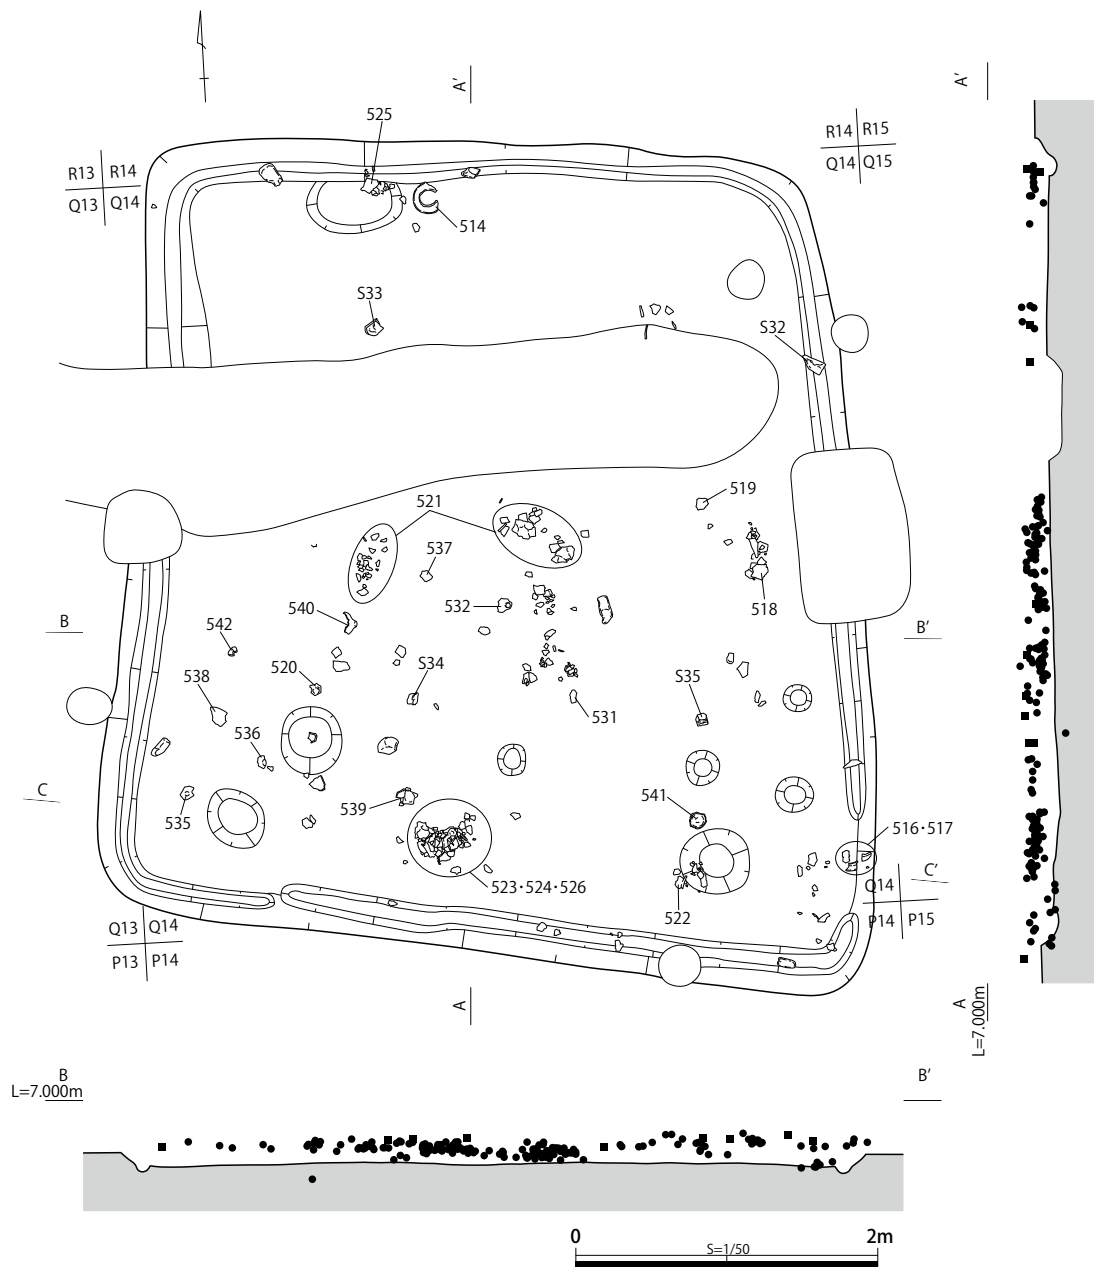 A′
A′
525
R14 R15
Q14 Q15
R13 R14
Q13 Q14
514
S33
S32
519
521
537
540
532
518
B
B′
542
520
S34
538
S35
531
536
C
535
539
541
516・517
C′
523・524・526
522
Q14
P14 P15
Q13 Q14
P13 P14
A
A
L=7.000m
B
B′
L=7.000m
0
2m
S=1/50